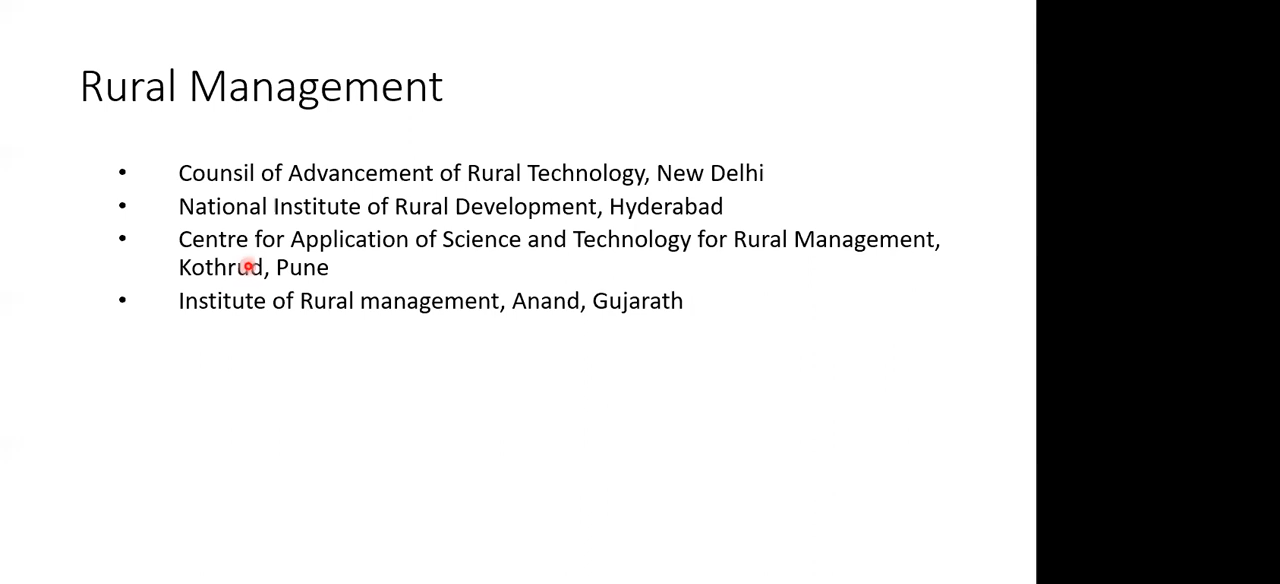 Rural Management
• Counsil of Advancement of Rural Technology, New Delhi
• National Institute of Rural Development, Hyderabad
• Centre for Application of Science and Technology for Rural Management,
Kothrud, Pune
• Institute of Rural management, Anand, Gujarath